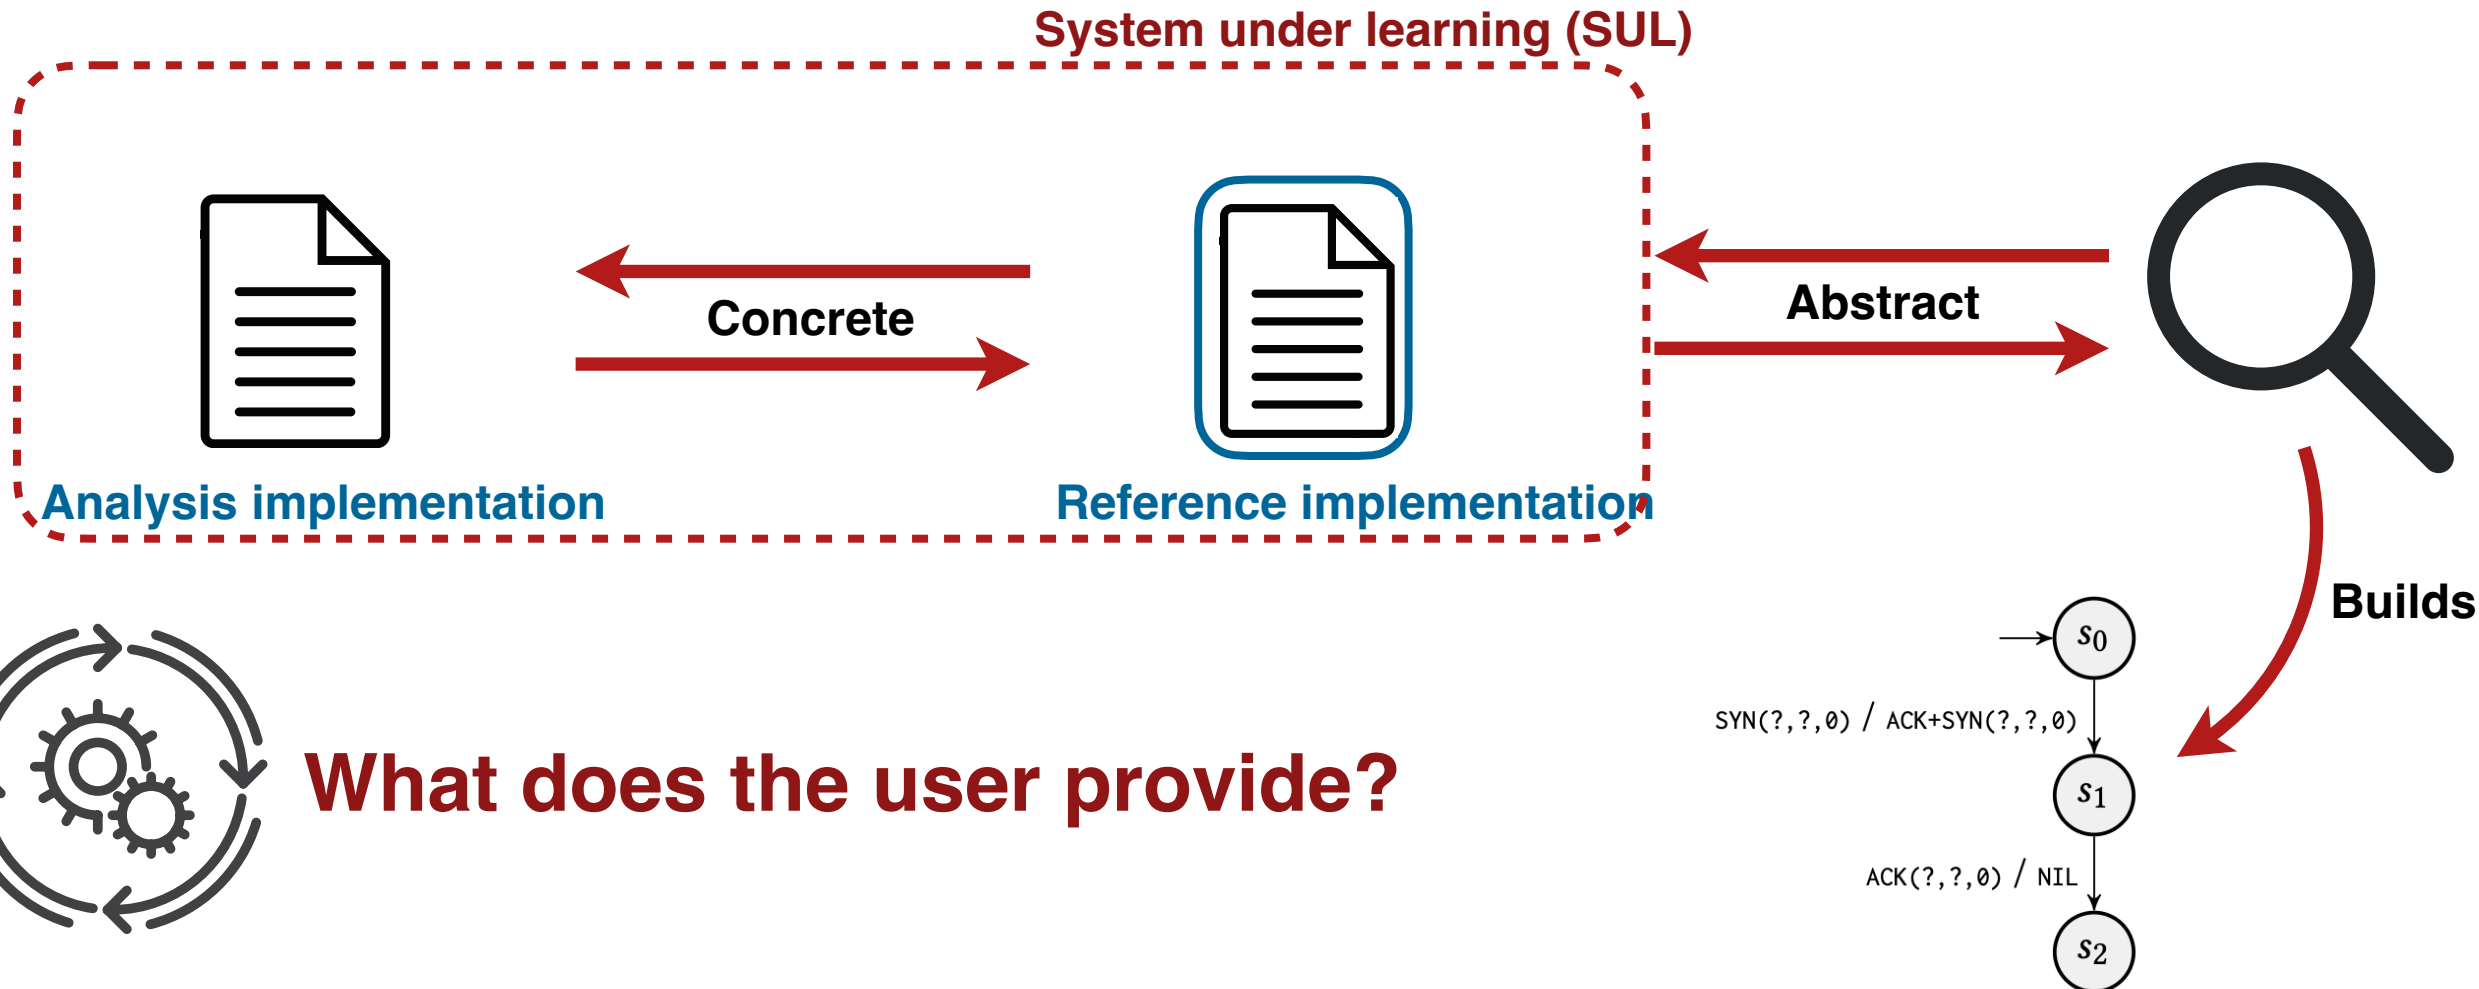 System under learning (SUL)
Concrete
Abstract
Analysis implementation
Reference implementation
Builds
s0
SYN(?,?,0) / ACK+SYN(?,?,0)
What does the user provide?
s1
ACK(?,?,0) / NIL
s2